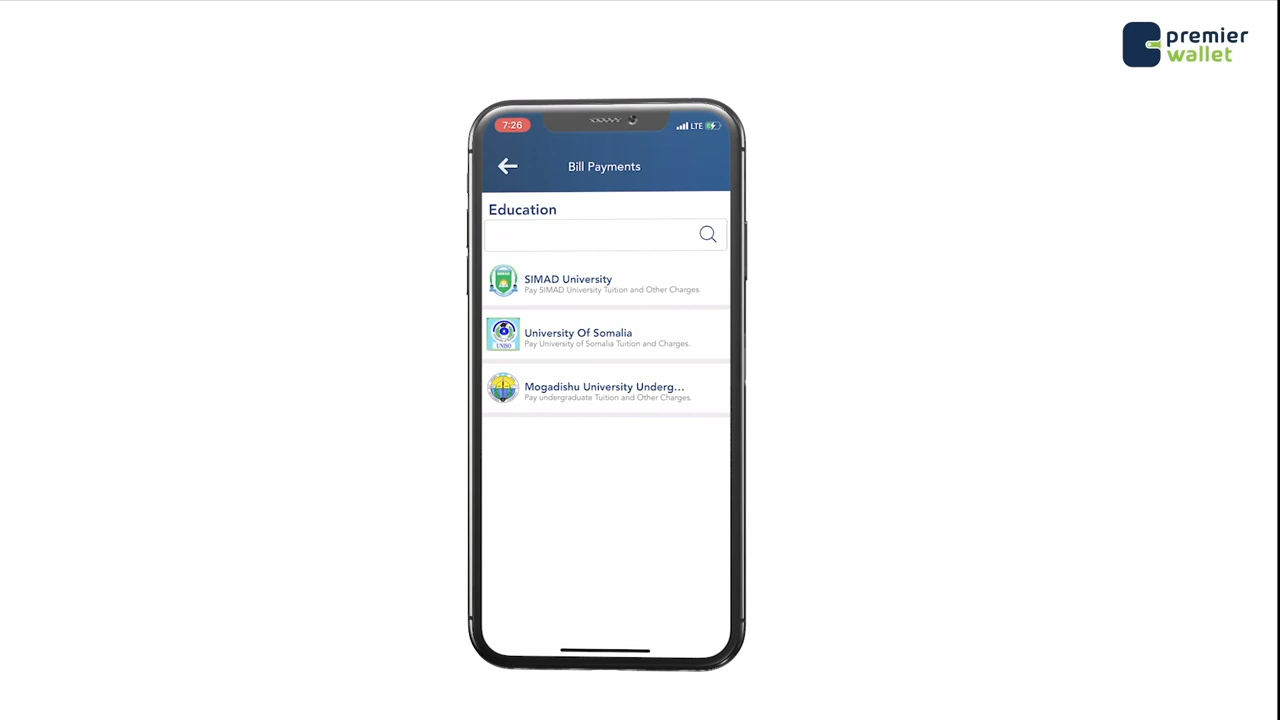 premier
wallet
7:26
LTE
Bill Payments
Education
SIMAD University
Pay SIMAD University Tuition and Other Charges.
University Of Somalia
Pay University of Somalia Tuition and Charges.
UNISO
Mogadishu University Underg...
Pay undergraduate Tuition and Other Charges.